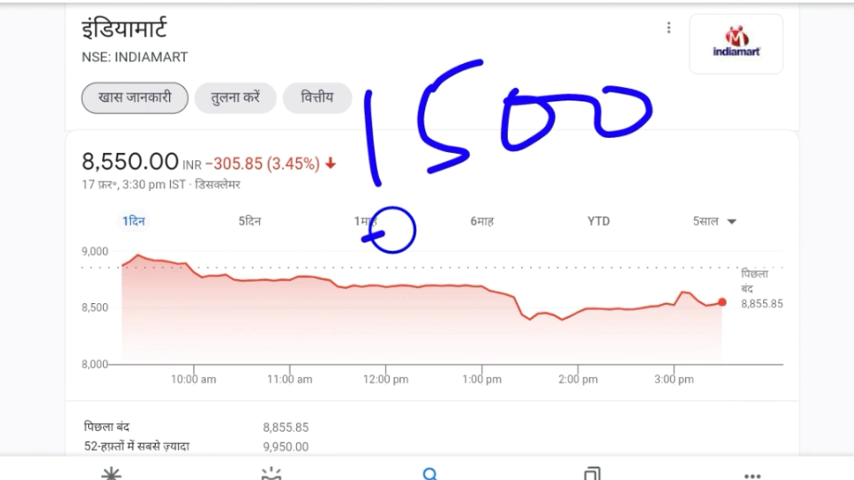 इंडियामार्ट
NSE: INDIAMART
indiamart
1500
खास जानकारी तुलना करें वित्तीय
8,550.00 INR −305.85 (3.45%) ↓
17 फ़र॰, 3:30 pm IST · डिसक्लेमर
1दिन 5दिन 1माह 6माह YTD 5साल
9,000
8,500
8,000
पिछला
बंद
8,855.85
10:00 am 11:00 am 12:00 pm 1:00 pm 2:00 pm 3:00 pm
पिछला बंद 8,855.85
52-हफ़्तों में सबसे ज़्यादा 9,950.00